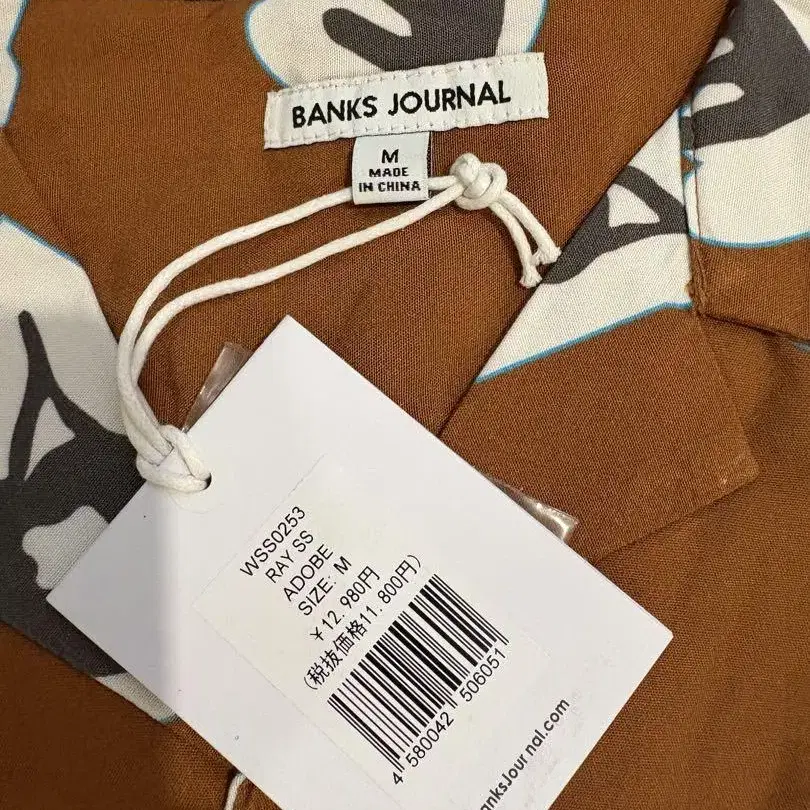 BANKS JOURNAL
M
MADE
IN CHINA
WSS0253
RAY SS
ADOBE
SIZE: M
￥12.980円
(税抜価格11.800円)
4 580042 506051
anksJournal.com